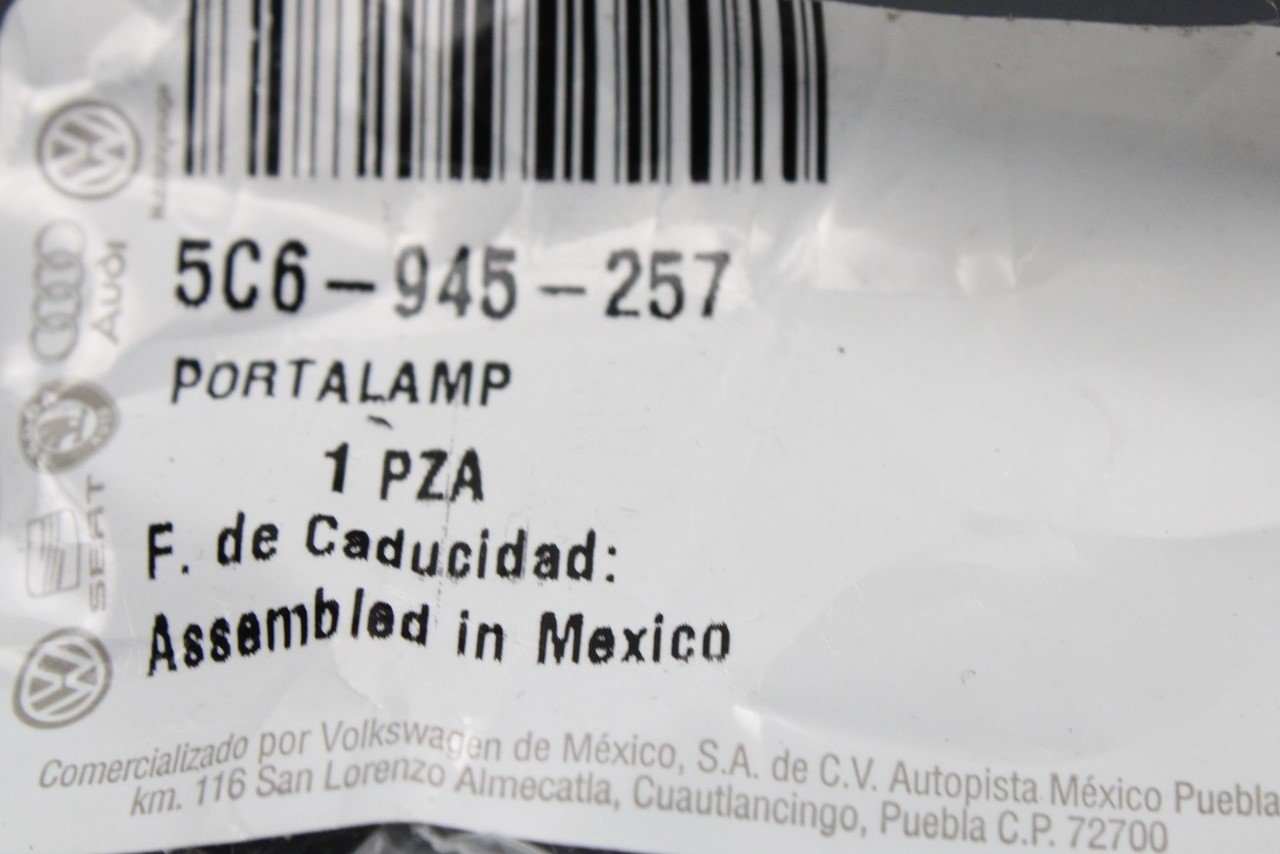 5C6-945-257
PORTALAMP
1 PZA
F. de Caducidad:
Assembled in Mexico
Comercializado por Volkswagen de México, S.A. de C.V. Autopista México Puebla
km. 116 San Lorenzo Almecatla, Cuautlancingo, Puebla C.P. 72700
Audi
SEAT